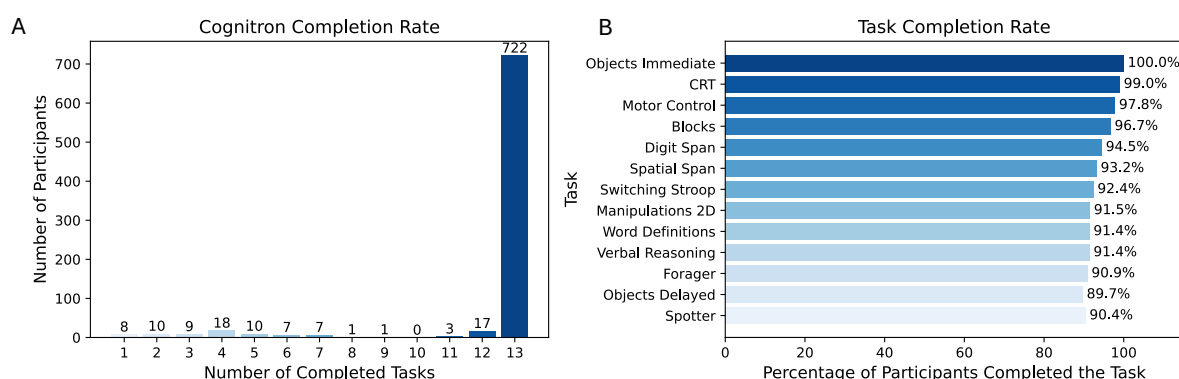 A
Cognitron Completion Rate
Number of Participants
700
600
500
400
300
200
100
0
8
10
9
18
10
7
7
1
1
0
3
17
722
1 2 3 4 5 6 7 8 9 10 11 12 13
Number of Completed Tasks
B
Task Completion Rate
Task
Objects Immediate 100.0%
CRT 99.0%
Motor Control 97.8%
Blocks 96.7%
Digit Span 94.5%
Spatial Span 93.2%
Switching Stroop 92.4%
Manipulations 2D 91.5%
Word Definitions 91.4%
Verbal Reasoning 91.4%
Forager 90.9%
Objects Delayed 89.7%
Spotter 90.4%
0 20 40 60 80 100
Percentage of Participants Completed the Task